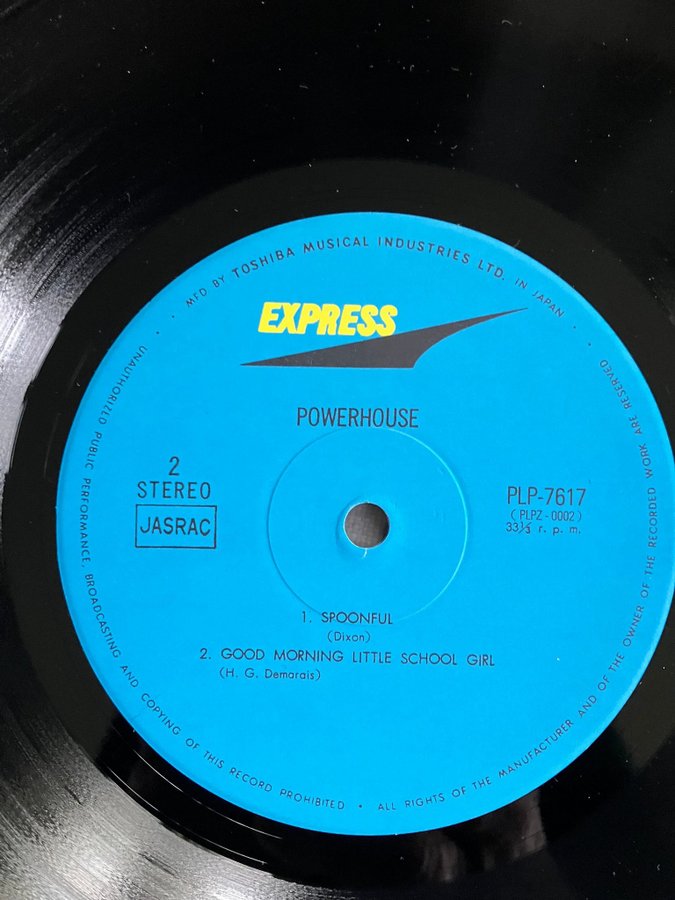 MFD BY TOSHIBA MUSICAL INDUSTRIES LTD. IN JAPAN
EXPRESS
POWERHOUSE
2
STEREO
JASRAC
PLP-7617
(PLPZ-0002)
33⅓ r. p. m.
1. SPOONFUL
(Dixon)
2. GOOD MORNING LITTLE SCHOOL GIRL
(H. G. Demarais)
UNAUTHORIZED PUBLIC PERFORMANCE, BROADCASTING AND COPYING OF THIS RECORD PROHIBITED • ALL RIGHTS OF THE MANUFACTURER AND OF THE OWNER OF THE RECORDED WORK ARE RESERVED